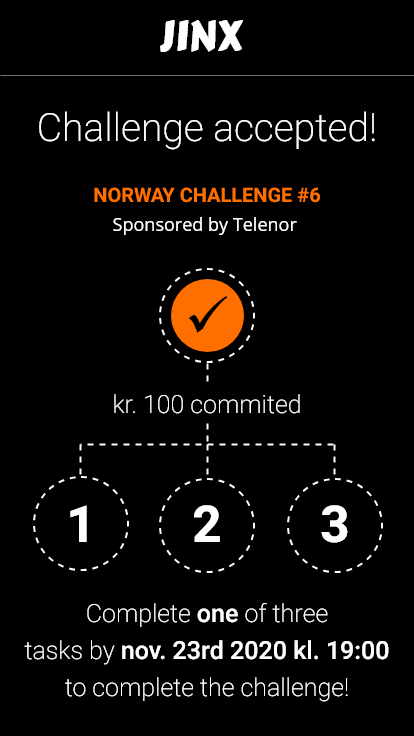 JINX
Challenge accepted!
NORWAY CHALLENGE #6
Sponsored by Telenor
kr. 100 commited
1 2 3
Complete one of three
tasks by nov. 23rd 2020 kl. 19:00
to complete the challenge!